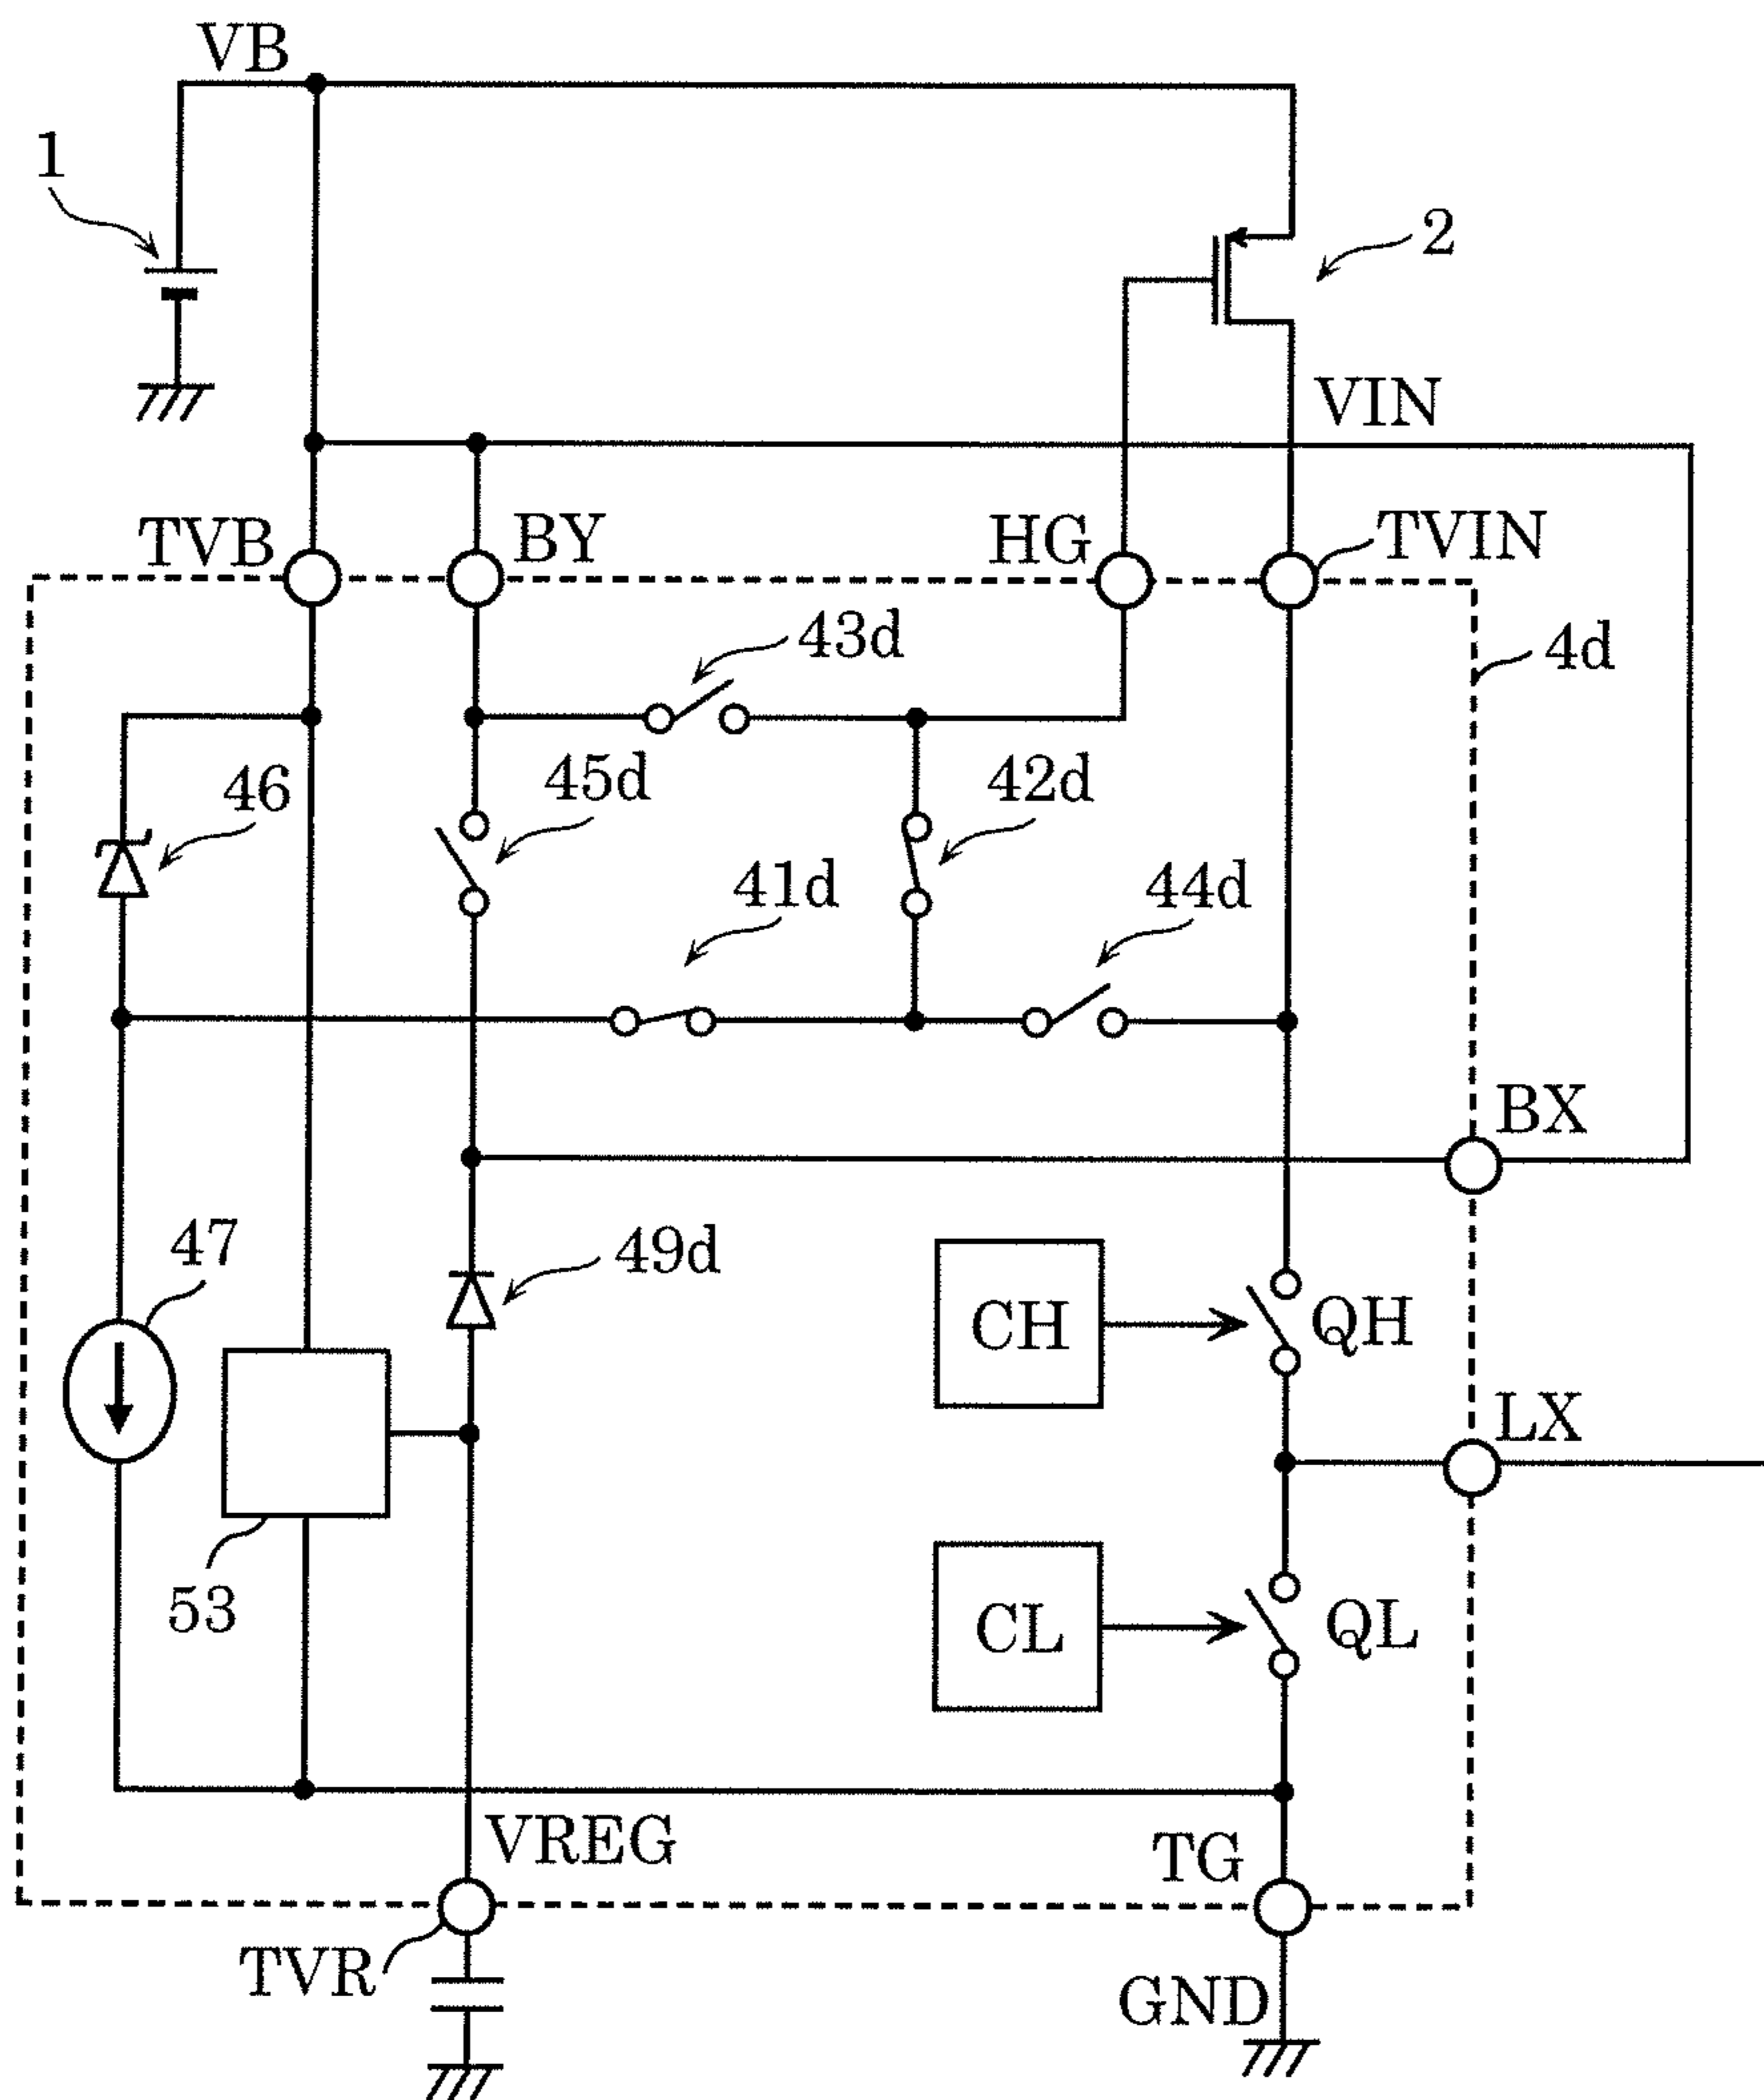 VB
1
2
VIN
TVB
BY
HG
TVIN
43d
4d
45d
42d
46
41d
44d
BX
47
49d
CH
QH
LX
53
CL
QL
VREG
TG
TVR
GND